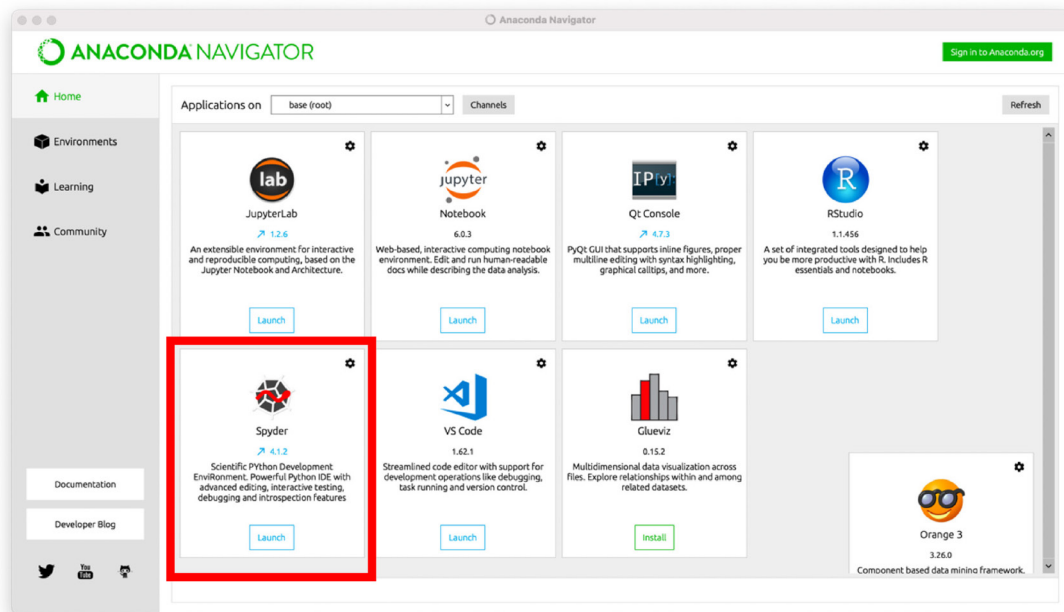 Anaconda Navigator
ANACONDA NAVIGATOR
Sign in to Anaconda.org
Home
Environments
Learning
Community
Documentation
Developer Blog
You
Tube
Applications on
base (root)
Channels
Refresh
lab
JupyterLab
1.2.6
An extensible environment for interactive
and reproducible computing, based on the
Jupyter Notebook and Architecture.
Launch
jupyter
Notebook
6.0.3
Web-based, interactive computing notebook
environment. Edit and run human-readable
docs while describing the data analysis.
Launch
IP[y]:
Qt Console
4.7.3
PyQt GUI that supports inline figures, proper
multiline editing with syntax highlighting,
graphical calltips, and more.
Launch
R
RStudio
1.1.456
A set of integrated tools designed to help
you be more productive with R. Includes R
essentials and notebooks.
Launch
Spyder
4.1.2
Scientific PYthon Development
EnviRonment. Powerful Python IDE with
advanced editing, interactive testing,
debugging and introspection features
Launch
VS Code
1.62.1
Streamlined code editor with support for
development operations like debugging,
task running and version control.
Launch
Glueviz
0.15.2
Multidimensional data visualization across
files. Explore relationships within and among
related datasets.
Install
Orange 3
3.26.0
Component based data mining framework.